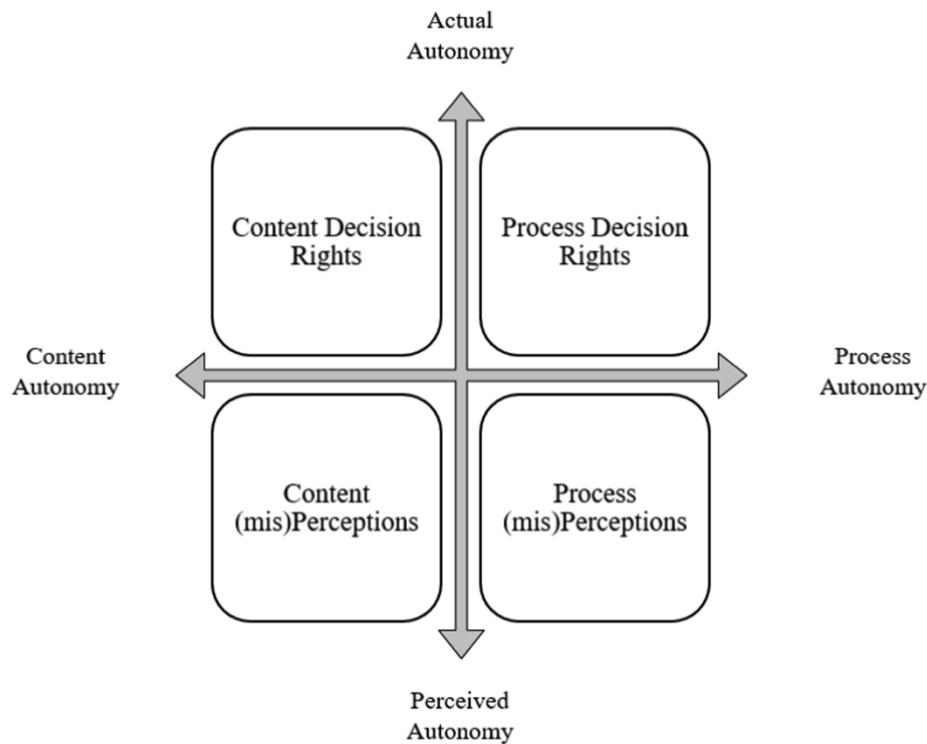 Actual
Autonomy
Content Decision
Rights
Process Decision
Rights
Content
Autonomy
Process
Autonomy
Content
(mis)Perceptions
Process
(mis)Perceptions
Perceived
Autonomy